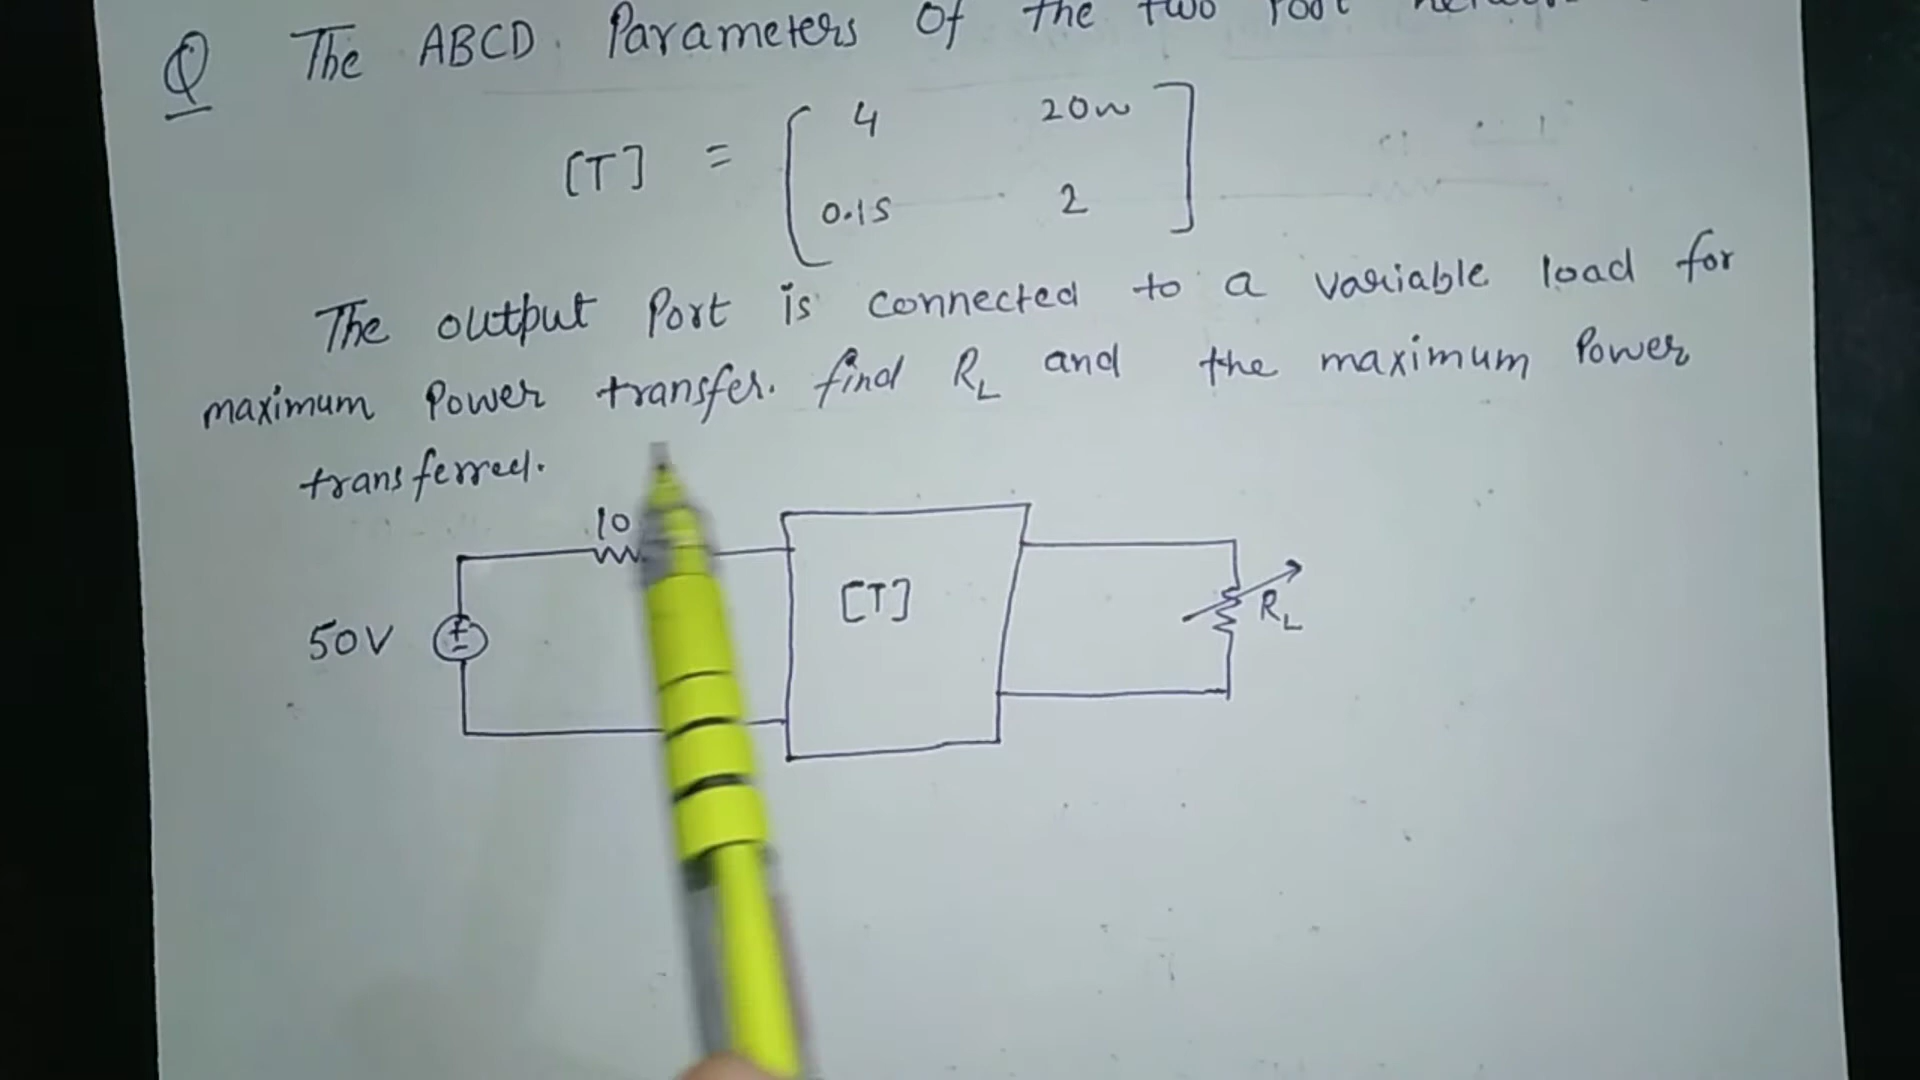 Q The ABCD Parameters of the two
[T] = [ 4 20Ω
0.1S 2 ]
The output Port is connected to a variable load for
maximum Power transfer. find RL and the maximum Power
transferred.
10
[T]
RL
50V